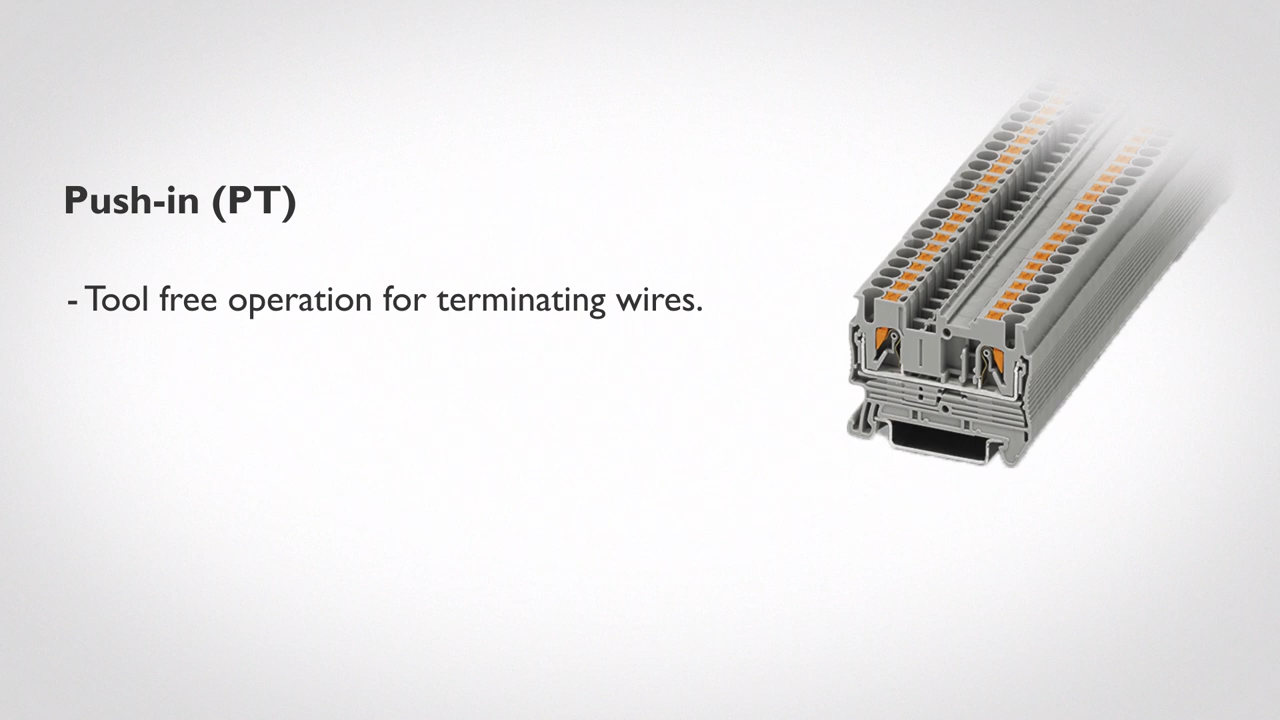 Push-in (PT)
- Tool free operation for terminating wires.